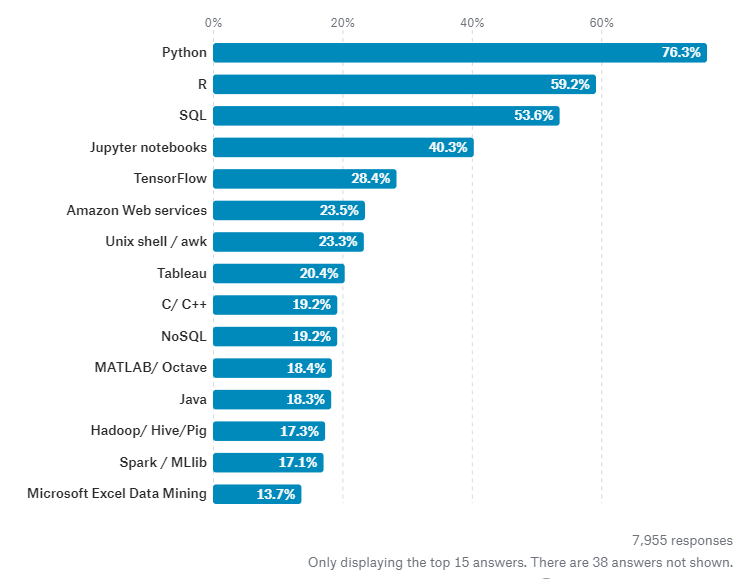 0% 20% 40% 60%
Python 76.3%
R 59.2%
SQL 53.6%
Jupyter notebooks 40.3%
TensorFlow 28.4%
Amazon Web services 23.5%
Unix shell / awk 23.3%
Tableau 20.4%
C/ C++ 19.2%
NoSQL 19.2%
MATLAB/ Octave 18.4%
Java 18.3%
Hadoop/ Hive/Pig 17.3%
Spark / MLlib 17.1%
Microsoft Excel Data Mining 13.7%
7,955 responses
Only displaying the top 15 answers. There are 38 answers not shown.